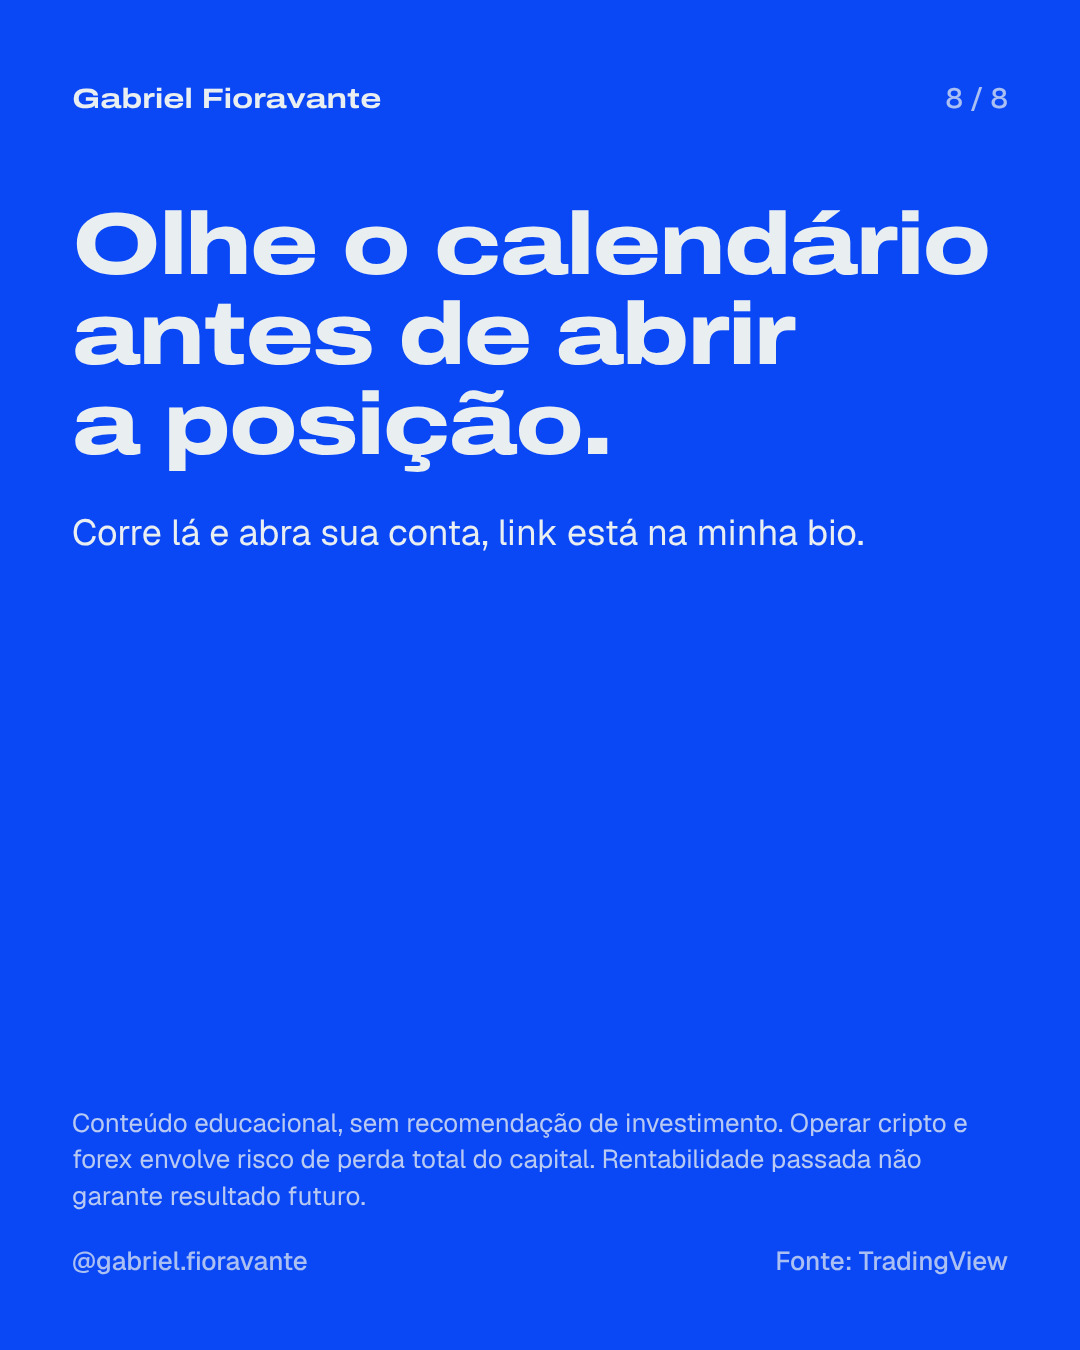 Gabriel Fioravante
8 / 8
Olhe o calendário
antes de abrir
a posição.
Corre lá e abra sua conta, link está na minha bio.
Conteúdo educacional, sem recomendação de investimento. Operar cripto e
forex envolve risco de perda total do capital. Rentabilidade passada não
garante resultado futuro.
@gabriel.fioravante
Fonte: TradingView